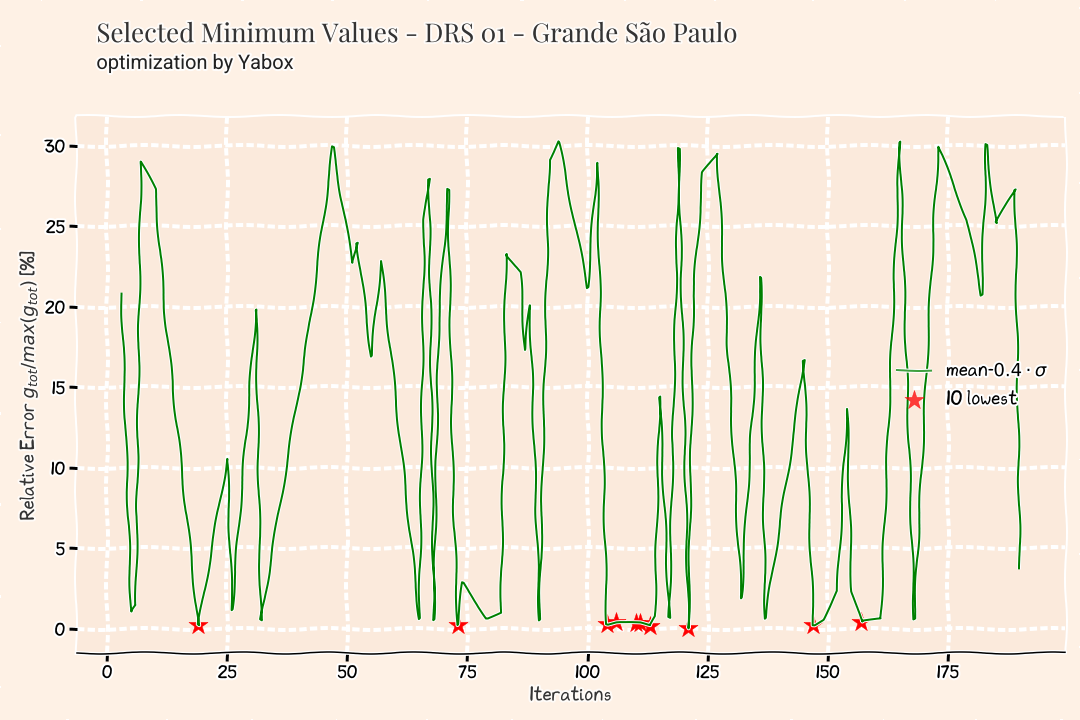 Selected Minimum Values - DRS 01 - Grande São Paulo
optimization by Yabox
Relative Error g_tot/max(g_tot) [%]
30
25
20
15
10
5
0
mean-0.4 · σ
10 lowest
0 25 50 75 100 125 150 175
Iterations